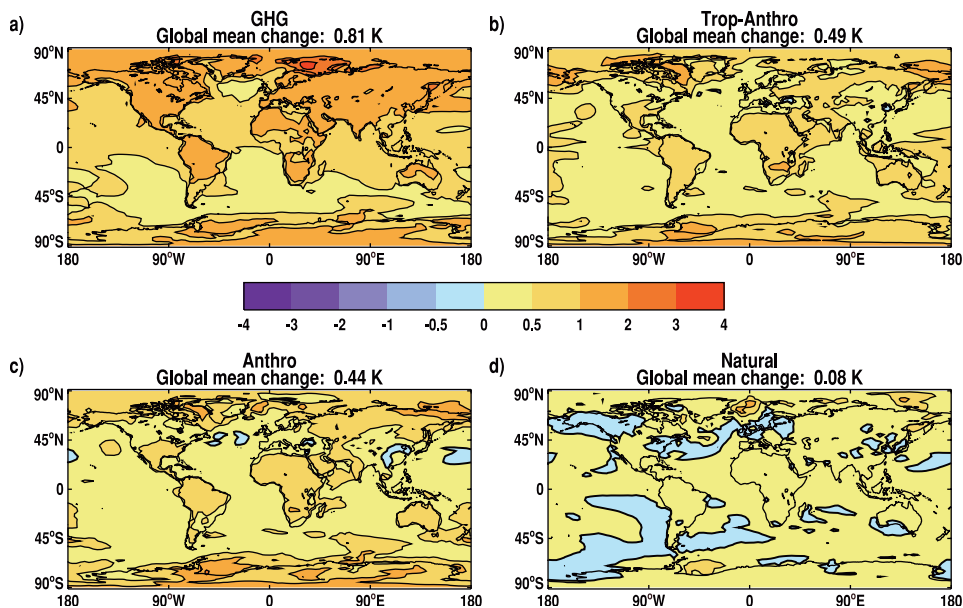 a)
GHG
Global mean change: 0.81 K
90°N
45°N
0
45°S
90°S
180 90°W 0 90°E 180
b)
Trop-Anthro
Global mean change: 0.49 K
90°N
45°N
0
45°S
90°S
180 90°W 0 90°E 180
-4 -3 -2 -1 -0.5 0 0.5 1 2 3 4
c)
Anthro
Global mean change: 0.44 K
90°N
45°N
0
45°S
90°S
180 90°W 0 90°E 180
d)
Natural
Global mean change: 0.08 K
90°N
45°N
0
45°S
90°S
180 90°W 0 90°E 180